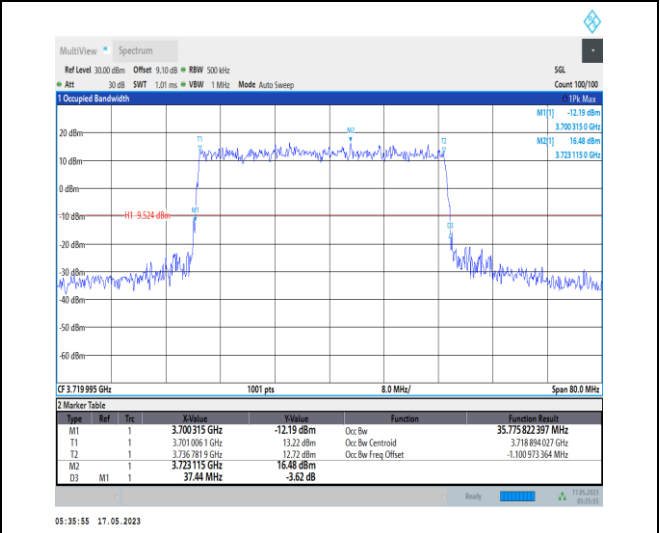 MultiView Spectrum
Ref Level 30.00 dBm Offset 9.10 dB RBW 500 kHz SGL
Att 30 dB SWT 1.01 ms VBW 1 MHz Mode Auto Sweep Count 100/100
1 Occupied Bandwidth 1Pk Max
M1[1] -12.19 dBm
3.700 315 0 GHz
M2[1] 16.48 dBm
3.723 115 0 GHz
20 dBm
T1
M2
T2
10 dBm
0 dBm
-10 dBm
H1 -9.524 dBm
M1
D3
-20 dBm
-30 dBm
-40 dBm
-50 dBm
-60 dBm
CF 3.719 995 GHz 1001 pts 8.0 MHz/ Span 80.0 MHz
2 Marker Table
Type Ref Trc X-Value Y-Value Function Function Result
M1 1 3.700 315 GHz -12.19 dBm Occ Bw 35.775 822 397 MHz
T1 1 3.701 006 1 GHz 13.22 dBm Occ Bw Centroid 3.718 894 027 GHz
T2 1 3.736 781 9 GHz 12.72 dBm Occ Bw Freq Offset -1.100 973 364 MHz
M2 1 3.723 115 GHz 16.48 dBm
D3 M1 1 37.44 MHz -3.62 dB
Ready 17.05.2023
05:35:55
05:35:55 17.05.2023